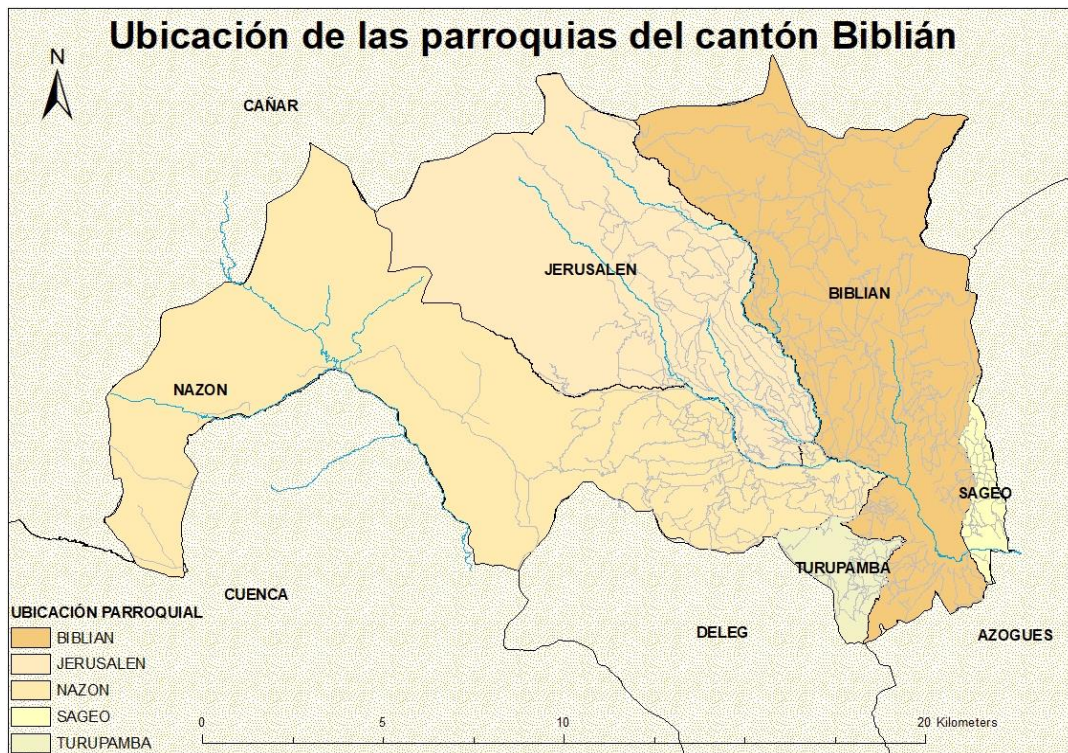 Ubicación de las parroquias del cantón Biblián
N
CAÑAR
JERUSALEN
BIBLIAN
NAZON
SAGEO
TURUPAMBA
CUENCA
DELEG
AZOGUES
UBICACIÓN PARROQUIAL
BIBLIAN
JERUSALEN
NAZON
SAGEO
TURUPAMBA
0 5 10 20 Kilometers